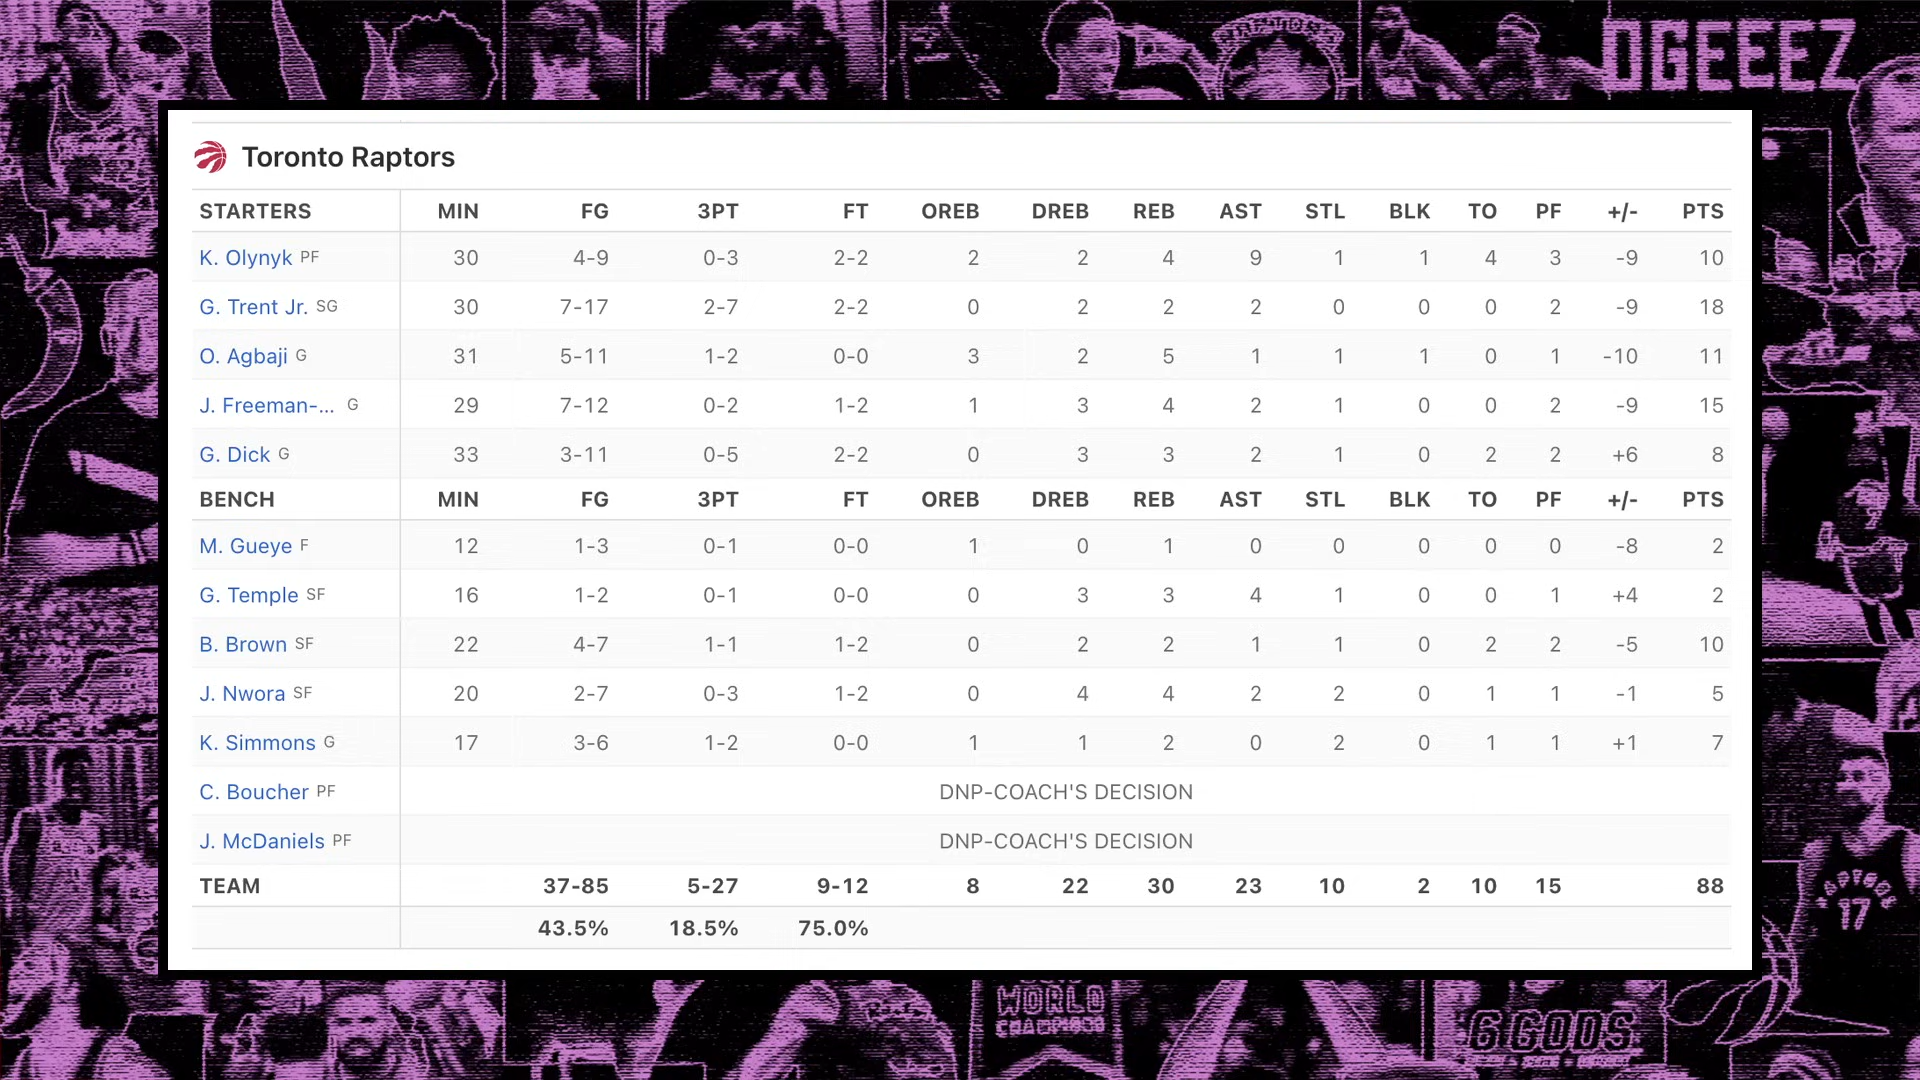 OGEEEZ
Toronto Raptors
STARTERS MIN FG 3PT FT OREB DREB REB AST STL BLK TO PF +/- PTS
K. Olynyk PF 30 4-9 0-3 2-2 2 2 4 9 1 1 4 3 -9 10
G. Trent Jr. SG 30 7-17 2-7 2-2 0 2 2 2 0 0 0 2 -9 18
O. Agbaji G 31 5-11 1-2 0-0 3 2 5 1 1 1 0 1 -10 11
J. Freeman-... G 29 7-12 0-2 1-2 1 3 4 2 1 0 0 2 -9 15
G. Dick G 33 3-11 0-5 2-2 0 3 3 2 1 0 2 2 +6 8
BENCH MIN FG 3PT FT OREB DREB REB AST STL BLK TO PF +/- PTS
M. Gueye F 12 1-3 0-1 0-0 1 0 1 0 0 0 0 0 -8 2
G. Temple SF 16 1-2 0-1 0-0 0 3 3 4 1 0 0 1 +4 2
B. Brown SF 22 4-7 1-1 1-2 0 2 2 1 1 0 2 2 -5 10
J. Nwora SF 20 2-7 0-3 1-2 0 4 4 2 2 0 1 1 -1 5
K. Simmons G 17 3-6 1-2 0-0 1 1 2 0 2 0 1 1 +1 7
C. Boucher PF DNP-COACH'S DECISION
J. McDaniels PF DNP-COACH'S DECISION
TEAM 37-85 5-27 9-12 8 22 30 23 10 2 10 15 88
43.5% 18.5% 75.0%
17
WORLD
CHAMPIONS
6GODS